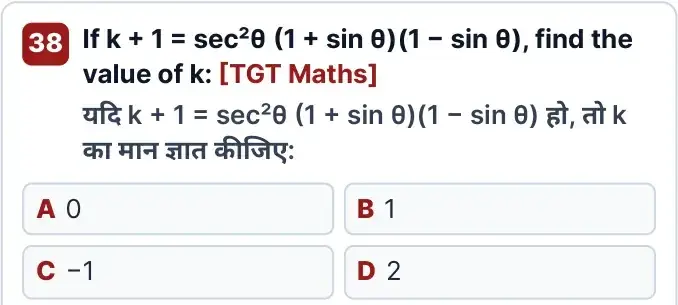 38 If k + 1 = sec²θ (1 + sin θ)(1 − sin θ), find the
value of k: [TGT Maths]
यदि k + 1 = sec²θ (1 + sin θ)(1 − sin θ) हो, तो k
का मान ज्ञात कीजिए:
A 0 B 1
C −1 D 2